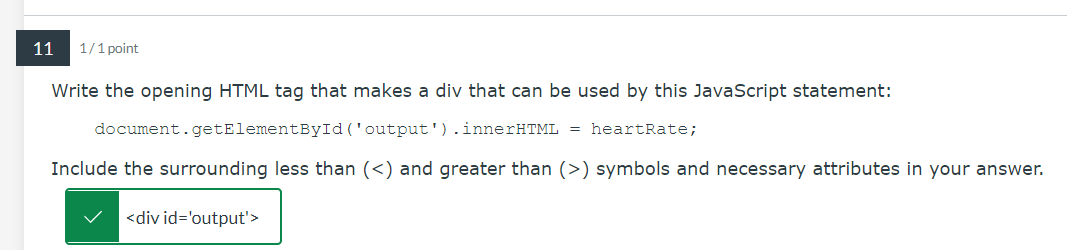 11 1/1 point
Write the opening HTML tag that makes a div that can be used by this JavaScript statement:
document.getElementById('output').innerHTML = heartRate;
Include the surrounding less than (<) and greater than (>) symbols and necessary attributes in your answer.
<div id='output'>